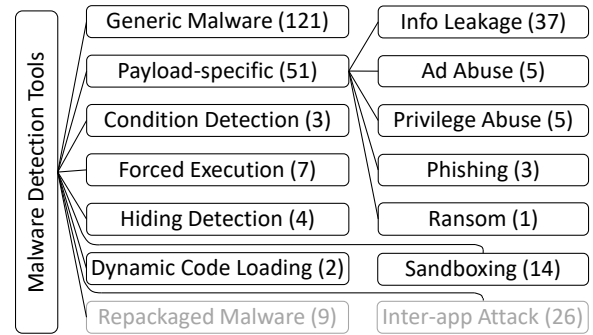 Malware Detection Tools
Generic Malware (121)
Payload-specific (51)
Condition Detection (3)
Forced Execution (7)
Hiding Detection (4)
Dynamic Code Loading (2)
Repackaged Malware (9)
Info Leakage (37)
Ad Abuse (5)
Privilege Abuse (5)
Phishing (3)
Ransom (1)
Sandboxing (14)
Inter-app Attack (26)